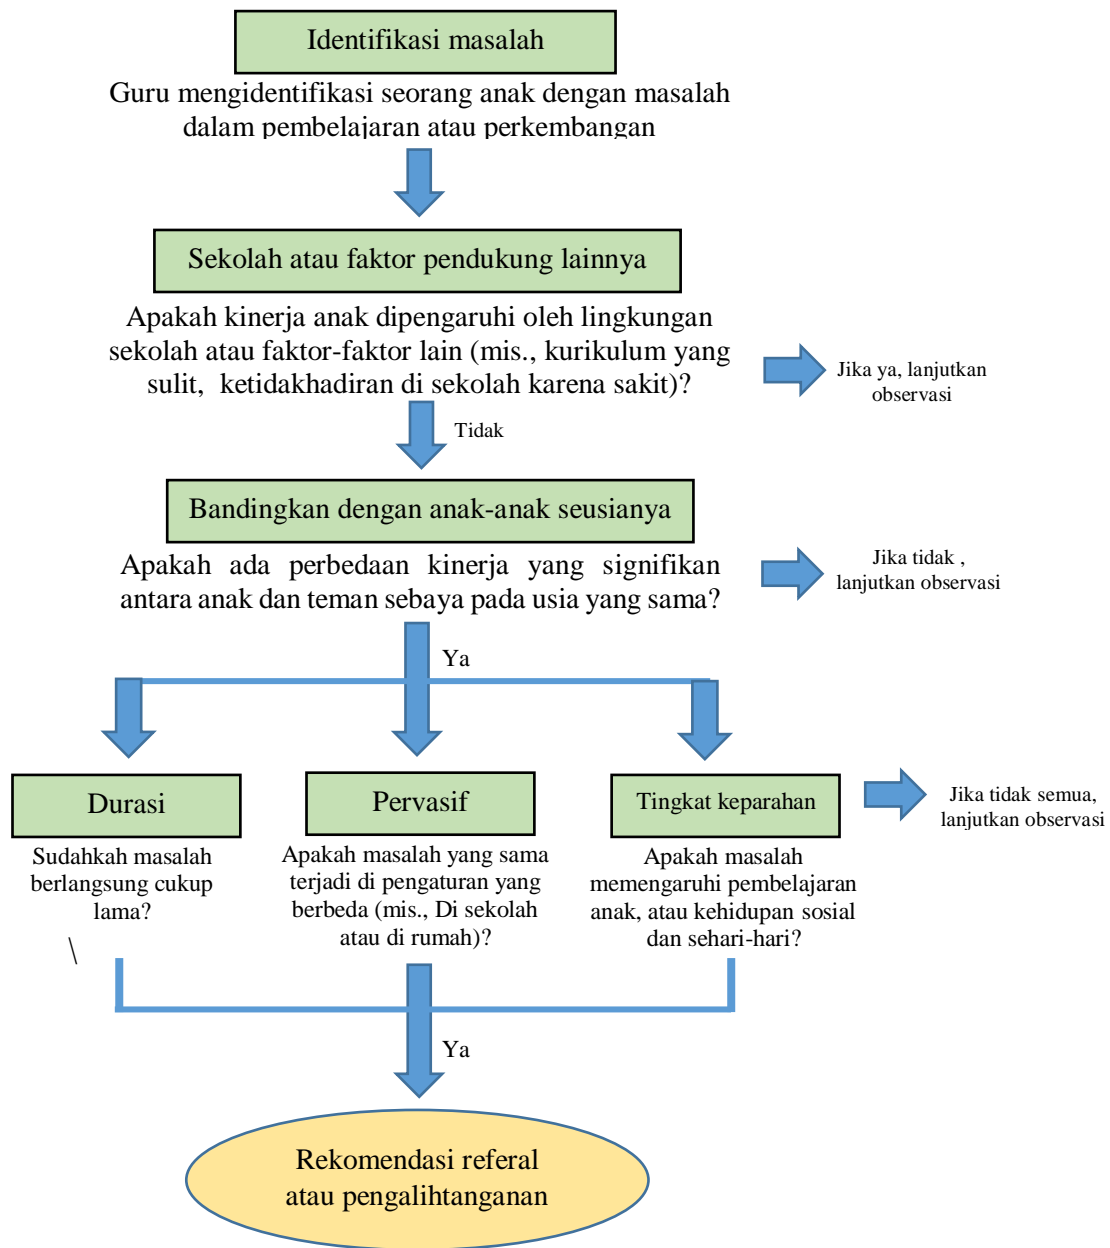 Identifikasi masalah
Guru mengidentifikasi seorang anak dengan masalah
dalam pembelajaran atau perkembangan
Sekolah atau faktor pendukung lainnya
Apakah kinerja anak dipengaruhi oleh lingkungan
sekolah atau faktor-faktor lain (mis., kurikulum yang
sulit, ketidakhadiran di sekolah karena sakit)?
Jika ya, lanjutkan
observasi
Tidak
Bandingkan dengan anak-anak seusianya
Apakah ada perbedaan kinerja yang signifikan
antara anak dan teman sebaya pada usia yang sama?
Jika tidak ,
lanjutkan observasi
Ya
Durasi
Sudahkah masalah
berlangsung cukup
lama?
\
Pervasif
Apakah masalah yang sama
terjadi di pengaturan yang
berbeda (mis., Di sekolah
atau di rumah)?
Tingkat keparahan
Apakah masalah
memengaruhi pembelajaran
anak, atau kehidupan sosial
dan sehari-hari?
Jika tidak semua,
lanjutkan observasi
Ya
Rekomendasi referal
atau pengalihtanganan